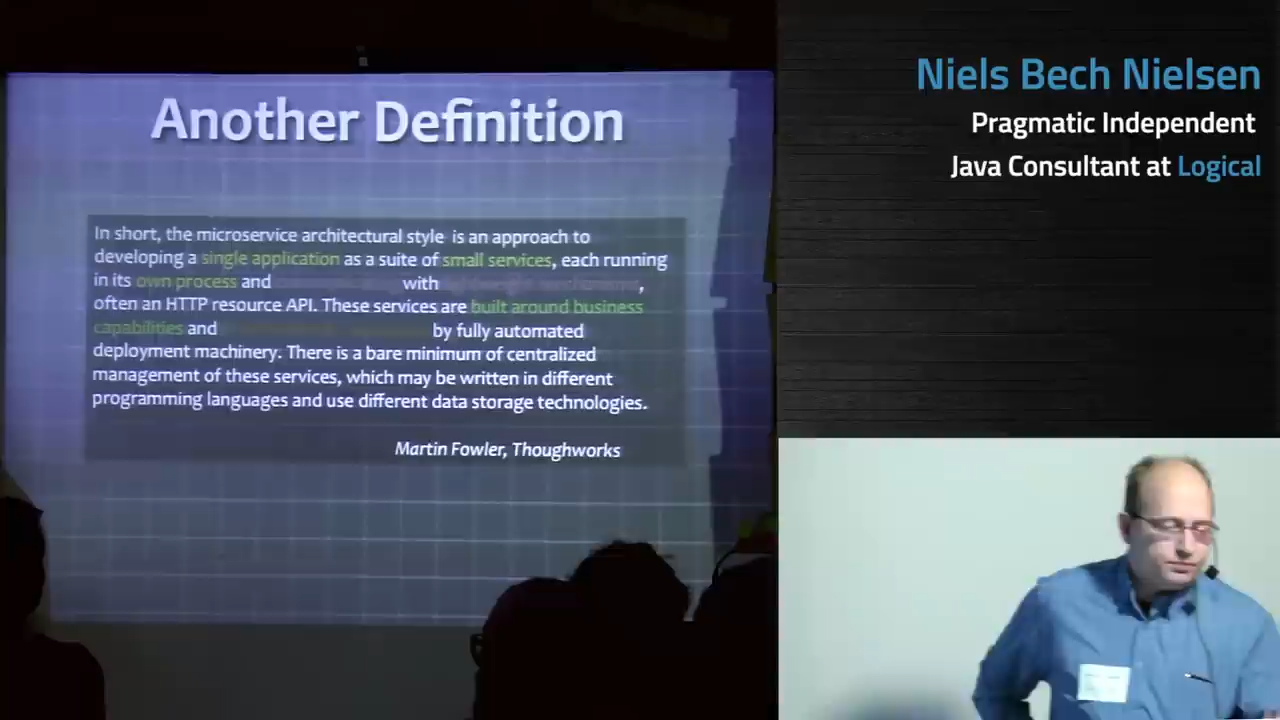 Another Definition
In short, the microservice architectural style is an approach to
developing a single application as a suite of small services, each running
in its own process and with ,
often an HTTP resource API. These services are built around business
capabilities and by fully automated
deployment machinery. There is a bare minimum of centralized
management of these services, which may be written in different
programming languages and use different data storage technologies.
Martin Fowler, Thoughworks
Niels Bech Nielsen
Pragmatic Independent
Java Consultant at Logical